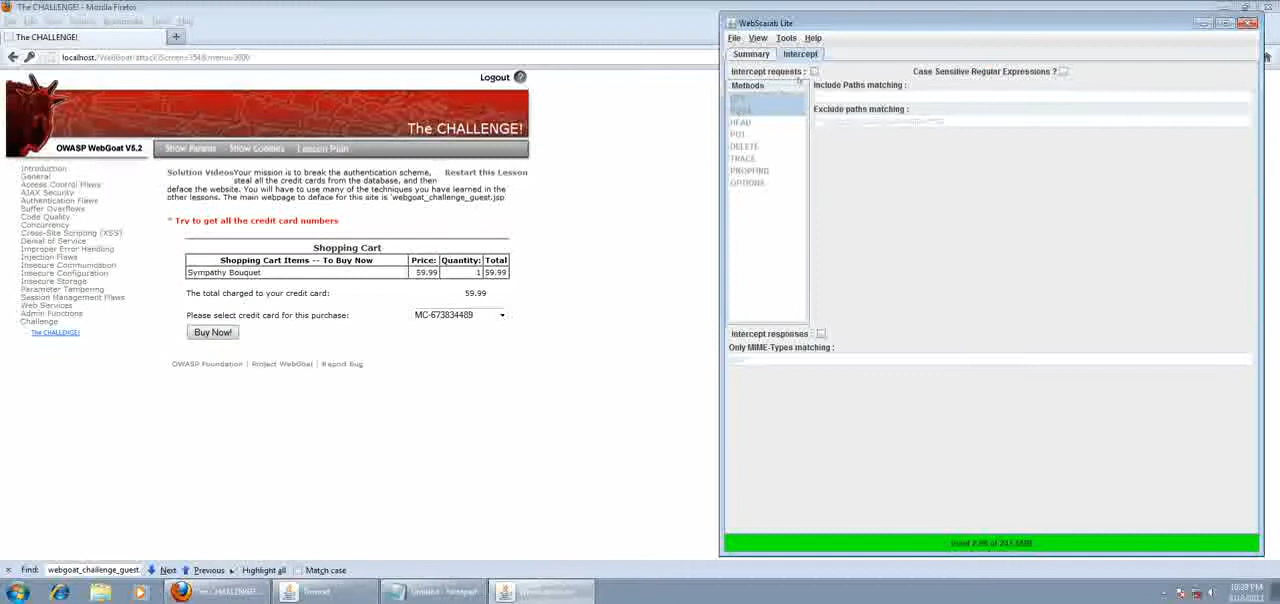 The CHALLENGE! - Mozilla Firefox
The CHALLENGE!
Logout ?
The CHALLENGE!
OWASP WebGoat V5.2
Show Params Show Cookies Lesson Plan
Introduction
General
Access Control Flaws
AJAX Security
Authentication Flaws
Buffer Overflows
Code Quality
Concurrency
Cross-Site Scripting (XSS)
Denial of Service
Improper Error Handling
Injection Flaws
Insecure Communication
Insecure Configuration
Insecure Storage
Parameter Tampering
Session Management Flaws
Web Services
Admin Functions
Challenge
The CHALLENGE!
Solution Videos Your mission is to break the authentication scheme, Restart this Lesson
steal all the credit cards from the database, and then
deface the website. You will have to use many of the techniques you have learned in the
other lessons. The main webpage to deface for this site is 'webgoat_challenge_guest.jsp'
* Try to get all the credit card numbers
Shopping Cart
Shopping Cart Items -- To Buy Now Price: Quantity: Total
Sympathy Bouquet 59.99 1 59.99
The total charged to your credit card: 59.99
Please select credit card for this purchase: MC-673834489
Buy Now!
OWASP Foundation | Project WebGoat | Report Bug
WebScarab Lite
File View Tools Help
Summary Intercept
Intercept requests : Case Sensitive Regular Expressions ?
Methods Include Paths matching :
Exclude paths matching :
HEAD
PUT
DELETE
TRACE
PROPFIND
OPTIONS
Intercept responses :
Only MIME-Types matching :
× Find: webgoat_challenge_guest Next Previous Highlight all Match case
The CHALLENGE!
Untitled - Notepad